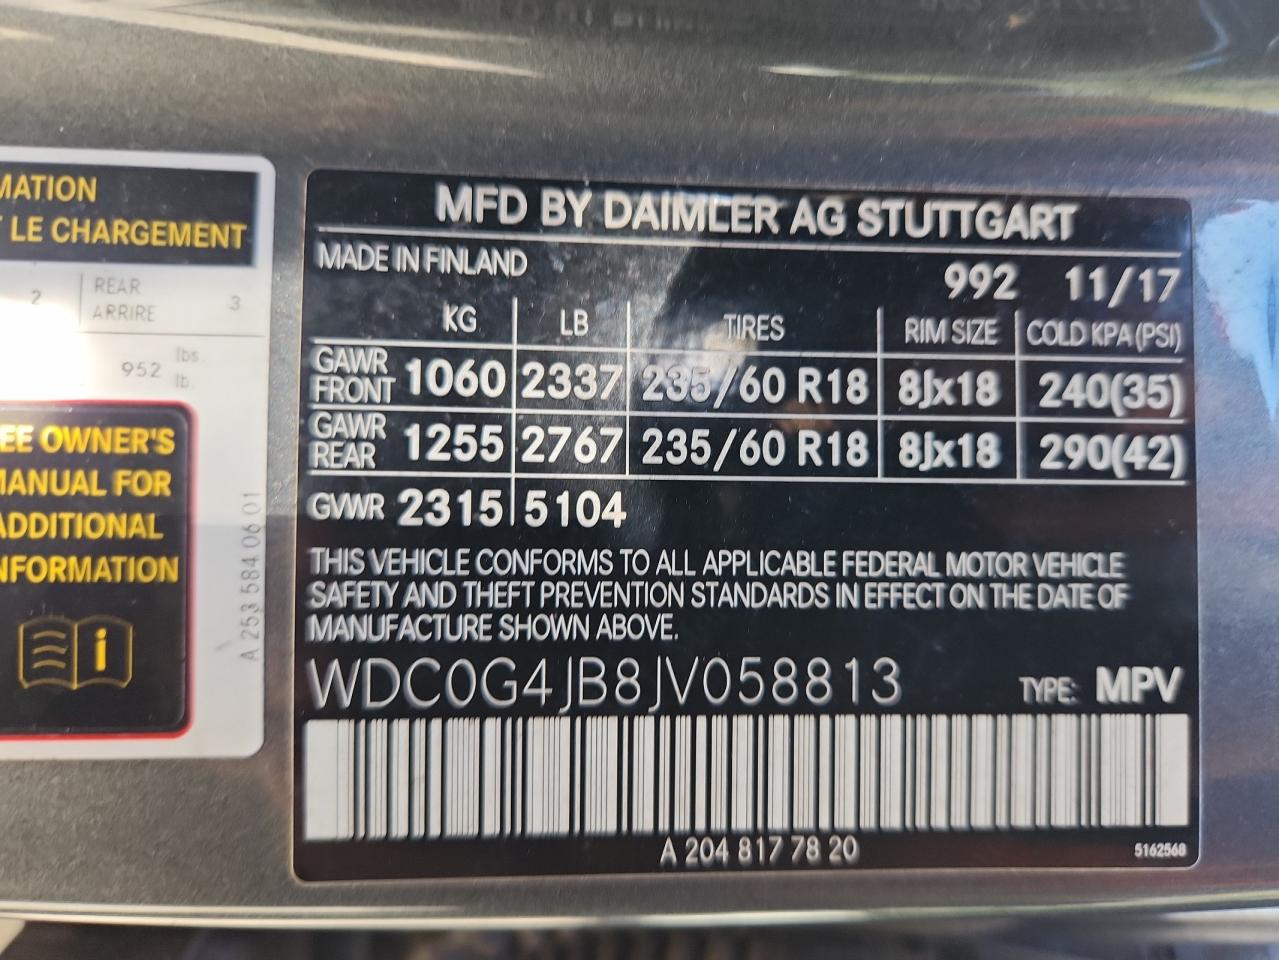 MATION
LE CHARGEMENT
2
REAR
ARRIRE
3
952 lbs.
lb.
EE OWNER'S
MANUAL FOR
ADDITIONAL
NFORMATION
A 253 584 06 01
MFD BY DAIMLER AG STUTTGART
MADE IN FINLAND
992 11/17
KG LB TIRES RIM SIZE COLD KPA (PSI)
GAWR FRONT 1060 2337 235/60 R18 8Jx18 240(35)
GAWR REAR 1255 2767 235/60 R18 8Jx18 290(42)
GVWR 2315 5104
THIS VEHICLE CONFORMS TO ALL APPLICABLE FEDERAL MOTOR VEHICLE
SAFETY AND THEFT PREVENTION STANDARDS IN EFFECT ON THE DATE OF
MANUFACTURE SHOWN ABOVE.
WDC0G4JB8JV058813 TYPE: MPV
A 204 817 78 20
5162568